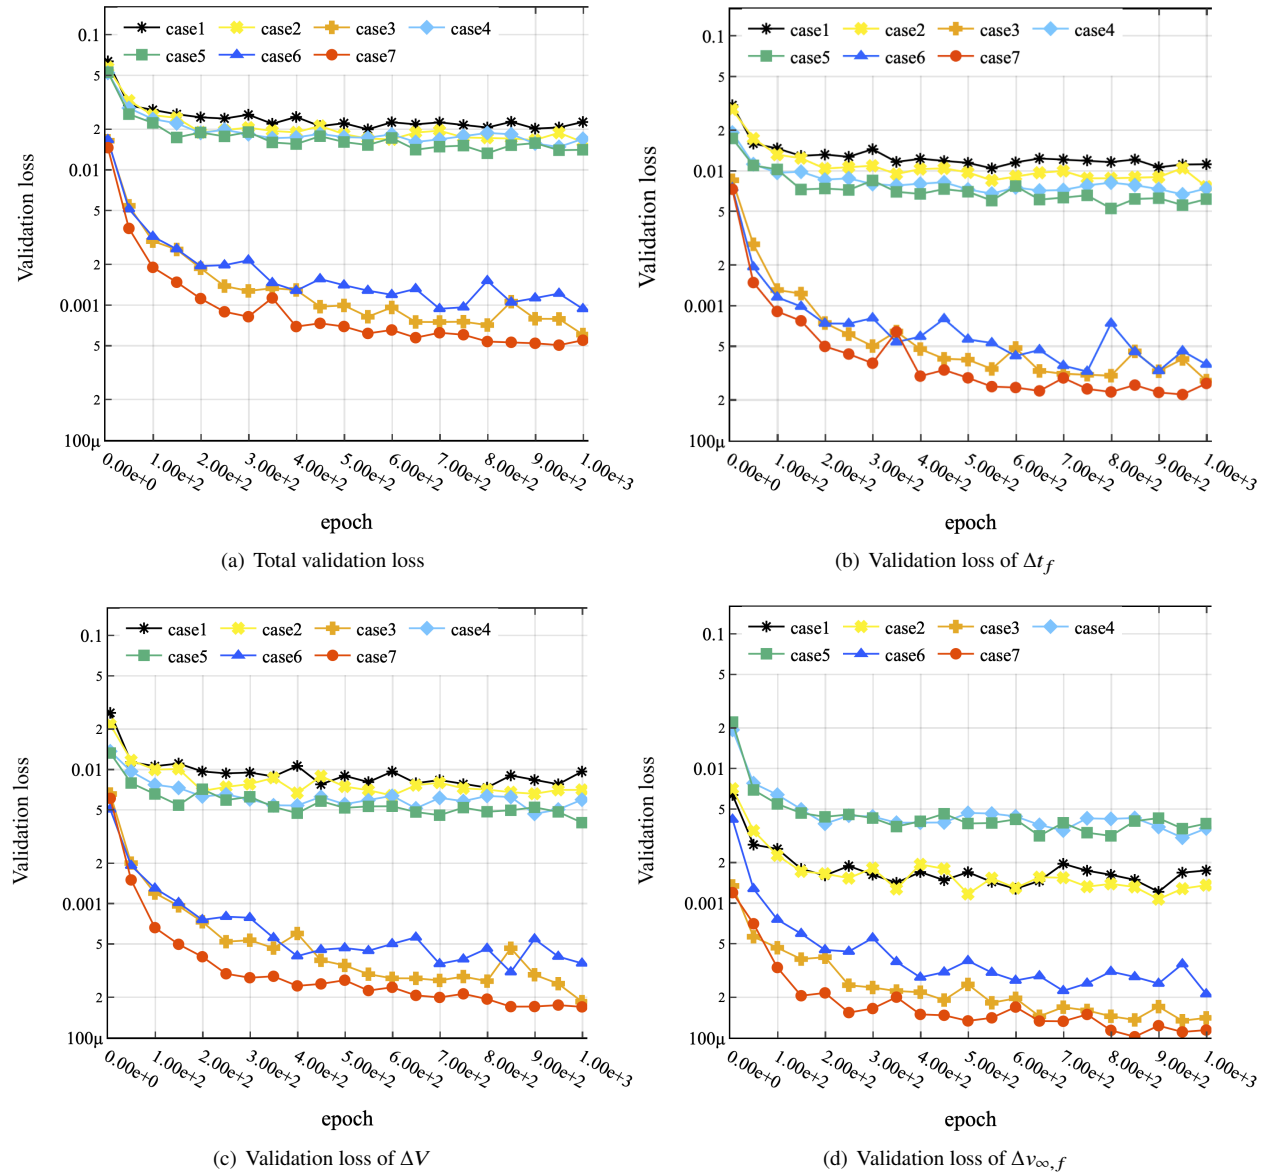 case1 case2 case3 case4
case5 case6 case7
0.1
5
2
0.01
5
2
0.001
5
2
100μ
Validation loss
0.00e+0 1.00e+2 2.00e+2 3.00e+2 4.00e+2 5.00e+2 6.00e+2 7.00e+2 8.00e+2 9.00e+2 1.00e+3
epoch
(a) Total validation loss
case1 case2 case3 case4
case5 case6 case7
0.1
5
2
0.01
5
2
0.001
5
2
100μ
Validation loss
0.00e+0 1.00e+2 2.00e+2 3.00e+2 4.00e+2 5.00e+2 6.00e+2 7.00e+2 8.00e+2 9.00e+2 1.00e+3
epoch
(b) Validation loss of Δt_f
case1 case2 case3 case4
case5 case6 case7
0.1
5
2
0.01
5
2
0.001
5
2
100μ
Validation loss
0.00e+0 1.00e+2 2.00e+2 3.00e+2 4.00e+2 5.00e+2 6.00e+2 7.00e+2 8.00e+2 9.00e+2 1.00e+3
epoch
(c) Validation loss of ΔV
case1 case2 case3 case4
case5 case6 case7
0.1
5
2
0.01
5
2
0.001
5
2
100μ
Validation loss
0.00e+0 1.00e+2 2.00e+2 3.00e+2 4.00e+2 5.00e+2 6.00e+2 7.00e+2 8.00e+2 9.00e+2 1.00e+3
epoch
(d) Validation loss of Δv_∞,f